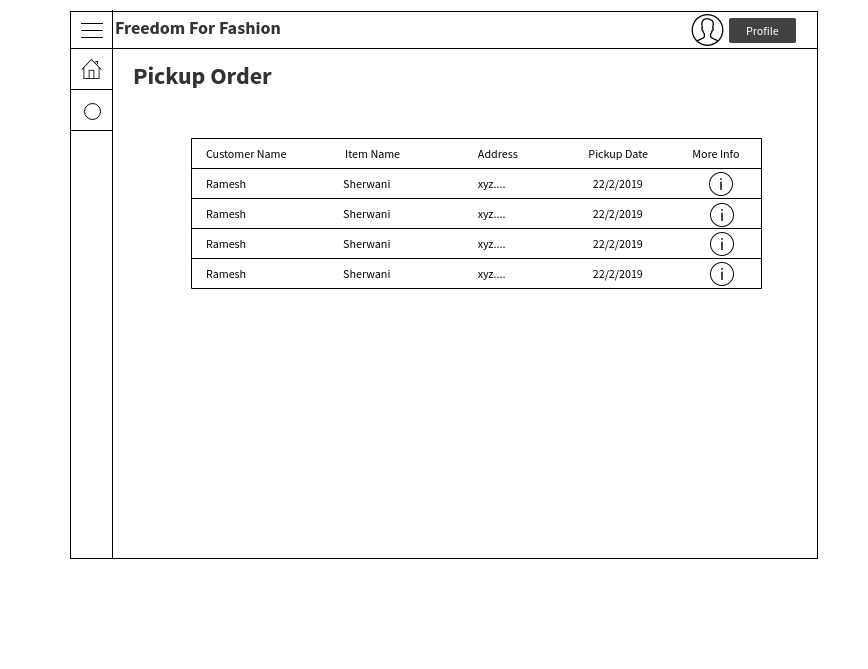 Freedom For Fashion
Profile
Pickup Order
Customer Name Item Name Address Pickup Date More Info
Ramesh Sherwani xyz.... 22/2/2019 i
Ramesh Sherwani xyz.... 22/2/2019 i
Ramesh Sherwani xyz.... 22/2/2019 i
Ramesh Sherwani xyz.... 22/2/2019 i